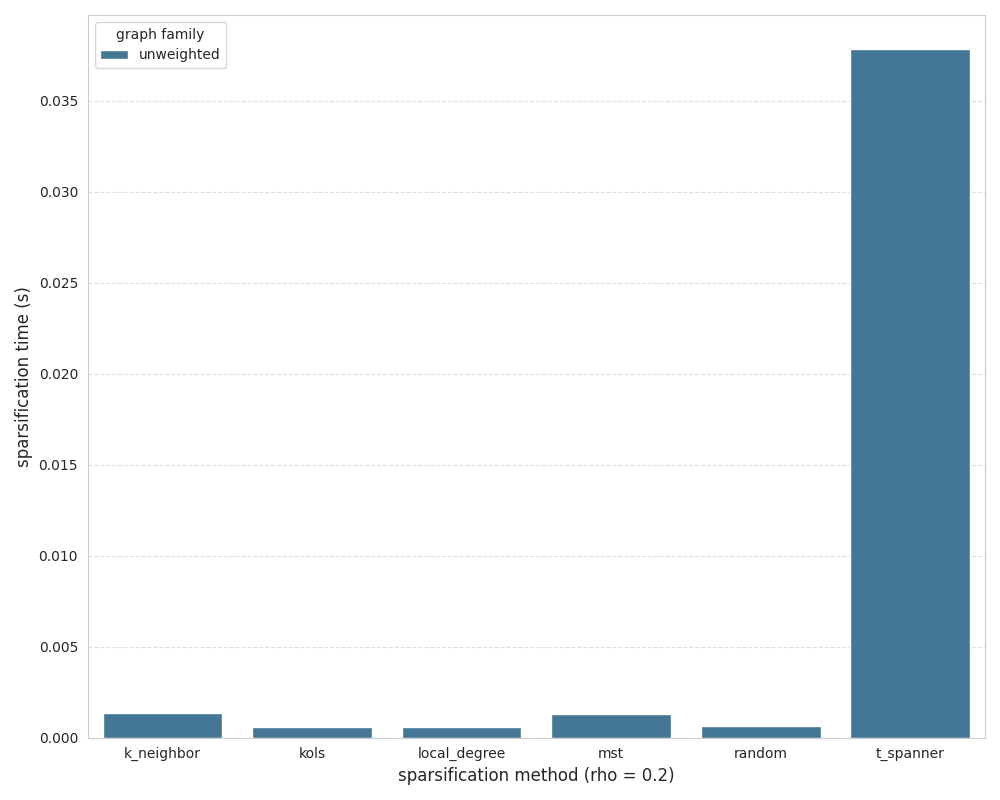 graph family
unweighted
0.035
0.030
0.025
0.020
0.015
0.010
0.005
0.000
sparsification time (s)
k_neighbor kols local_degree mst random t_spanner
sparsification method (rho = 0.2)